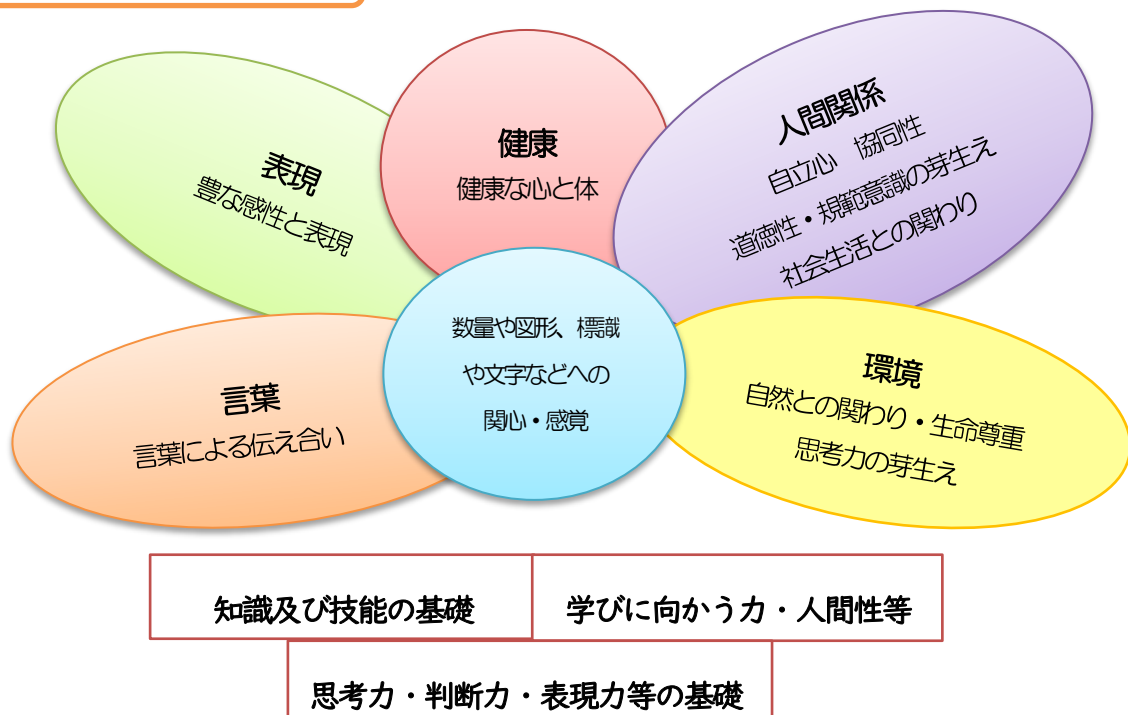 表現
豊な感性と表現
健康
健康な心と体
人間関係
自立心　協同性
道徳性・規範意識の芽生え
社会生活との関わり
言葉
言葉による伝え合い
数量や図形、標識
や文字などへの
関心・感覚
環境
自然との関わり・生命尊重
思考力の芽生え
知識及び技能の基礎
学びに向かう力・人間性等
思考力・判断力・表現力等の基礎